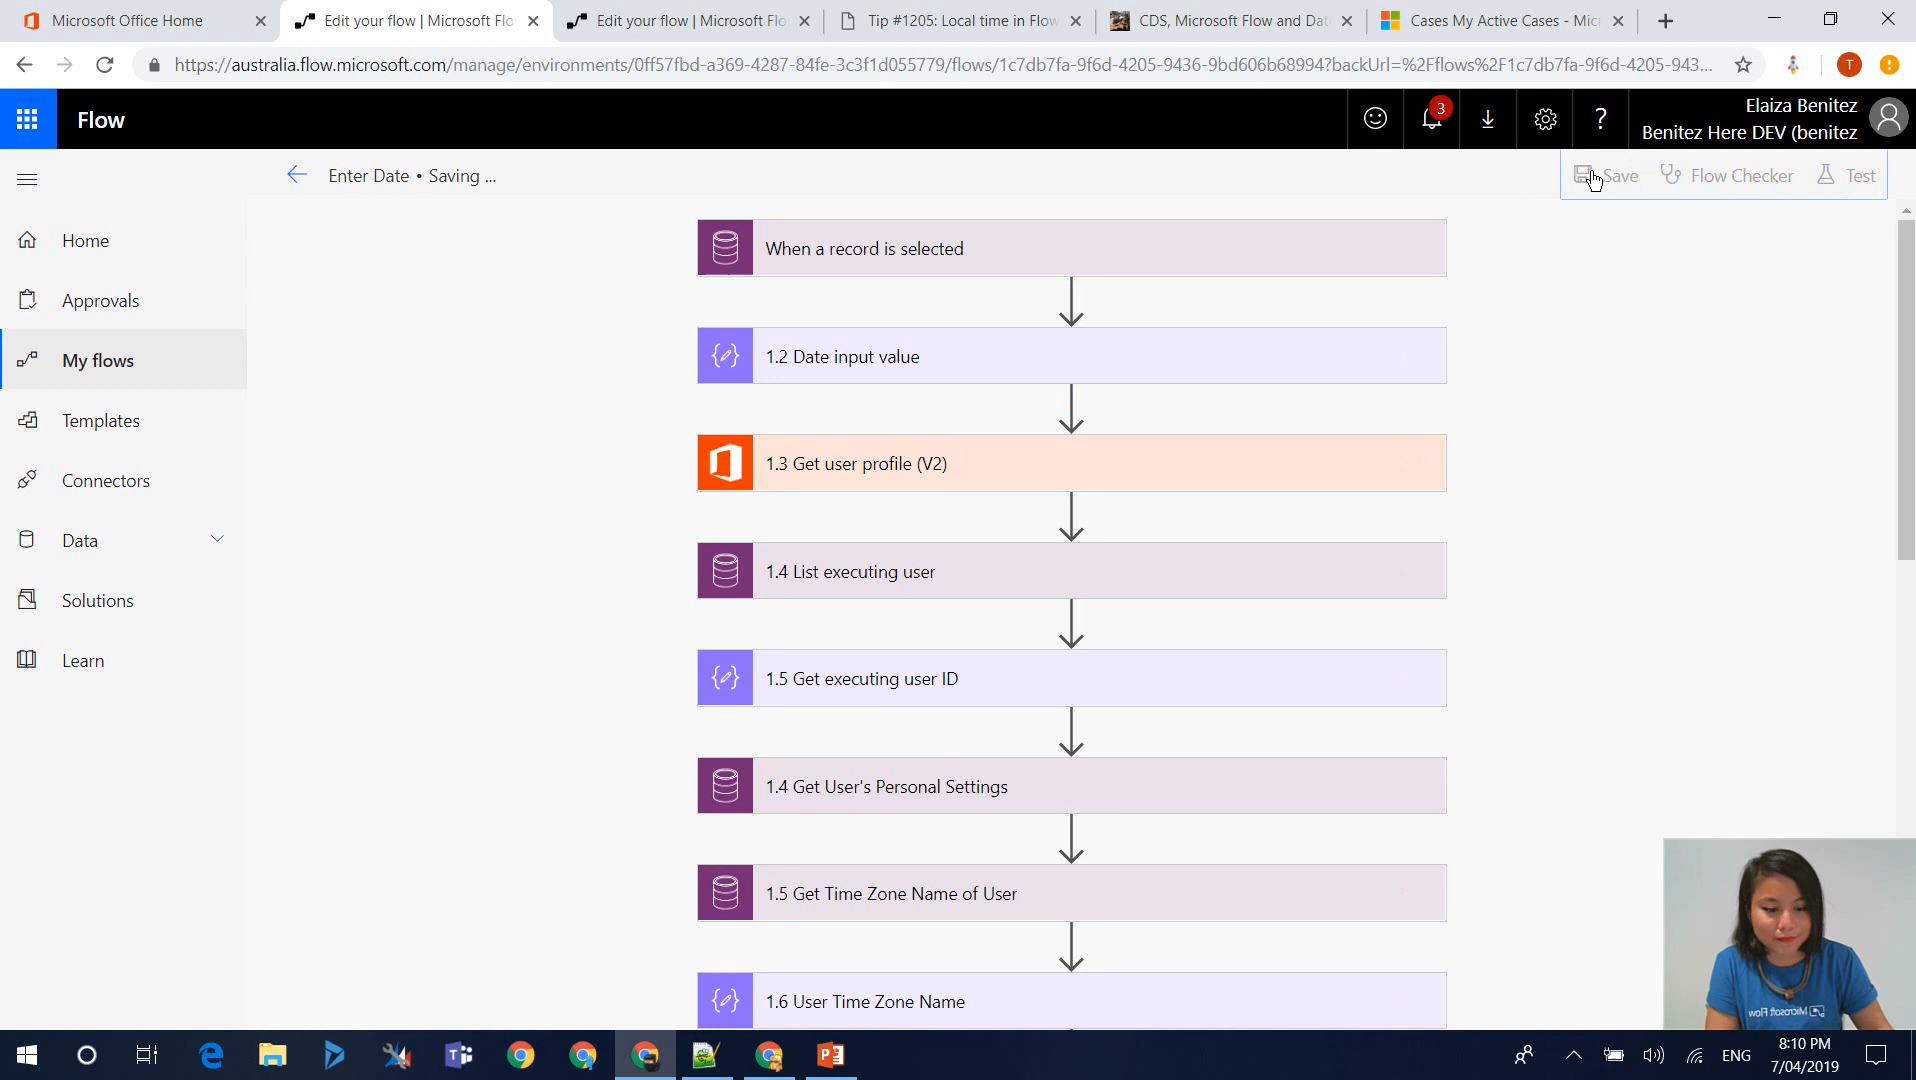 Microsoft Office Home
Edit your flow | Microsoft Flo
Edit your flow | Microsoft Flo
Tip #1205: Local time in Flow
CDS, Microsoft Flow and Dat
Cases My Active Cases - Mic
https://australia.flow.microsoft.com/manage/environments/0ff57fbd-a369-4287-84fe-3c3f1d055779/flows/1c7db7fa-9f6d-4205-9436-9bd606b68994?backUrl=%2Fflows%2F1c7db7fa-9f6d-4205-943...
T
Flow
3
?
Elaiza Benitez
Benitez Here DEV (benitez
Enter Date • Saving ...
Save
Flow Checker
Test
Home
Approvals
My flows
Templates
Connectors
Data
Solutions
Learn
When a record is selected
1.2 Date input value
1.3 Get user profile (V2)
1.4 List executing user
1.5 Get executing user ID
1.4 Get User's Personal Settings
1.5 Get Time Zone Name of User
1.6 User Time Zone Name
Microsoft Flow
ENG
8:10 PM
7/04/2019